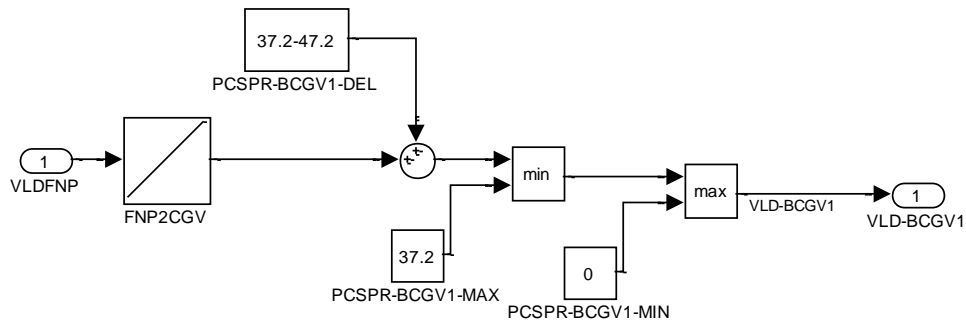 37.2-47.2
PCSPR-BCGV1-DEL
1
VLDFNP
FNP2CGV
min
max
VLD-BCGV1
1
VLD-BCGV1
37.2
PCSPR-BCGV1-MAX
0
PCSPR-BCGV1-MIN